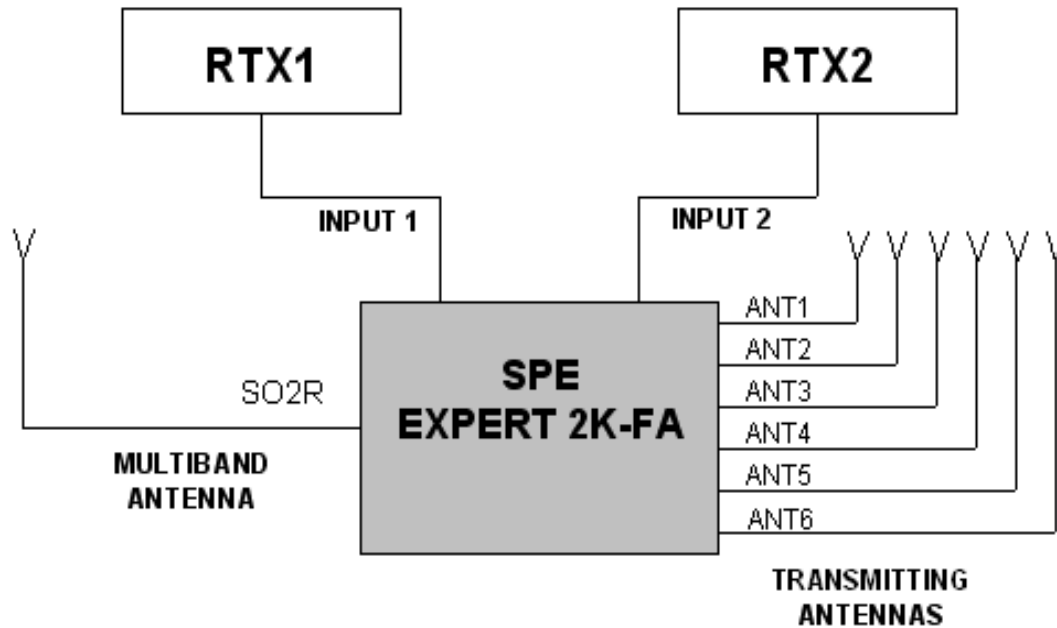 RTX1
RTX2
INPUT 1
INPUT 2
ANT1
SPE
ANT2
SO2R
ANT3
EXPERT 2K-FA
ANT4
MULTIBAND
ANTENNA
ANT5
ANT6
TRANSMITTING
ANTENNAS